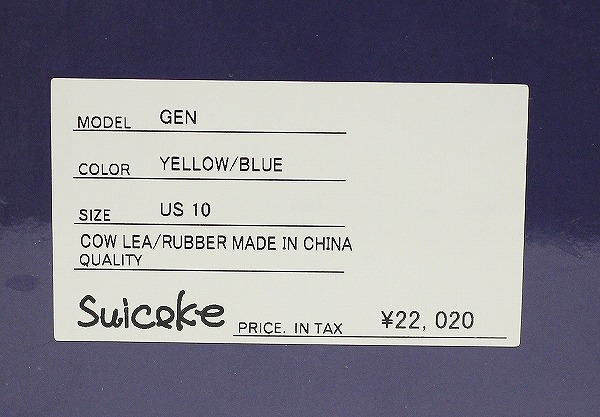 MODEL GEN
COLOR YELLOW/BLUE
SIZE US 10
COW LEA/RUBBER MADE IN CHINA
QUALITY
Suicoke PRICE. IN TAX ¥22, 020